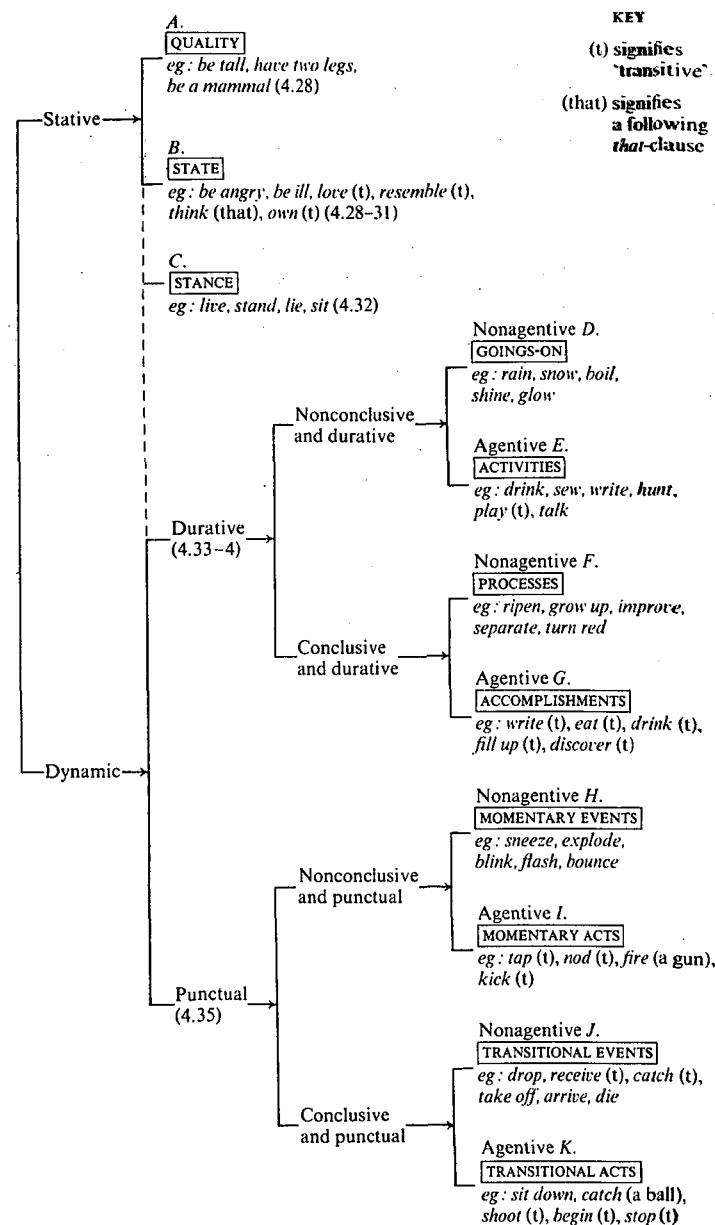 A.
QUALITY
eg: be tall, have two legs,
be a mammal (4.28)
KEY
(t) signifies
‘transitive’
(that) signifies
a following
that-clause
Stative
B.
STATE
eg: be angry, be ill, love (t), resemble (t),
think (that), own (t) (4.28–31)
C.
STANCE
eg: live, stand, lie, sit (4.32)
Nonagentive D.
GOINGS-ON
eg: rain, snow, boil,
shine, glow
Nonconclusive
and durative
Agentive E.
ACTIVITIES
eg: drink, sew, write, hunt,
play (t), talk
Durative
(4.33–4)
Nonagentive F.
PROCESSES
eg: ripen, grow up, improve,
separate, turn red
Conclusive
and durative
Agentive G.
ACCOMPLISHMENTS
eg: write (t), eat (t), drink (t),
fill up (t), discover (t)
Dynamic
Nonagentive H.
MOMENTARY EVENTS
eg: sneeze, explode,
blink, flash, bounce
Nonconclusive
and punctual
Agentive I.
MOMENTARY ACTS
eg: tap (t), nod (t), fire (a gun),
kick (t)
Punctual
(4.35)
Nonagentive J.
TRANSITIONAL EVENTS
eg: drop, receive (t), catch (t),
take off, arrive, die
Conclusive
and punctual
Agentive K.
TRANSITIONAL ACTS
eg: sit down, catch (a ball),
shoot (t), begin (t), stop (t)